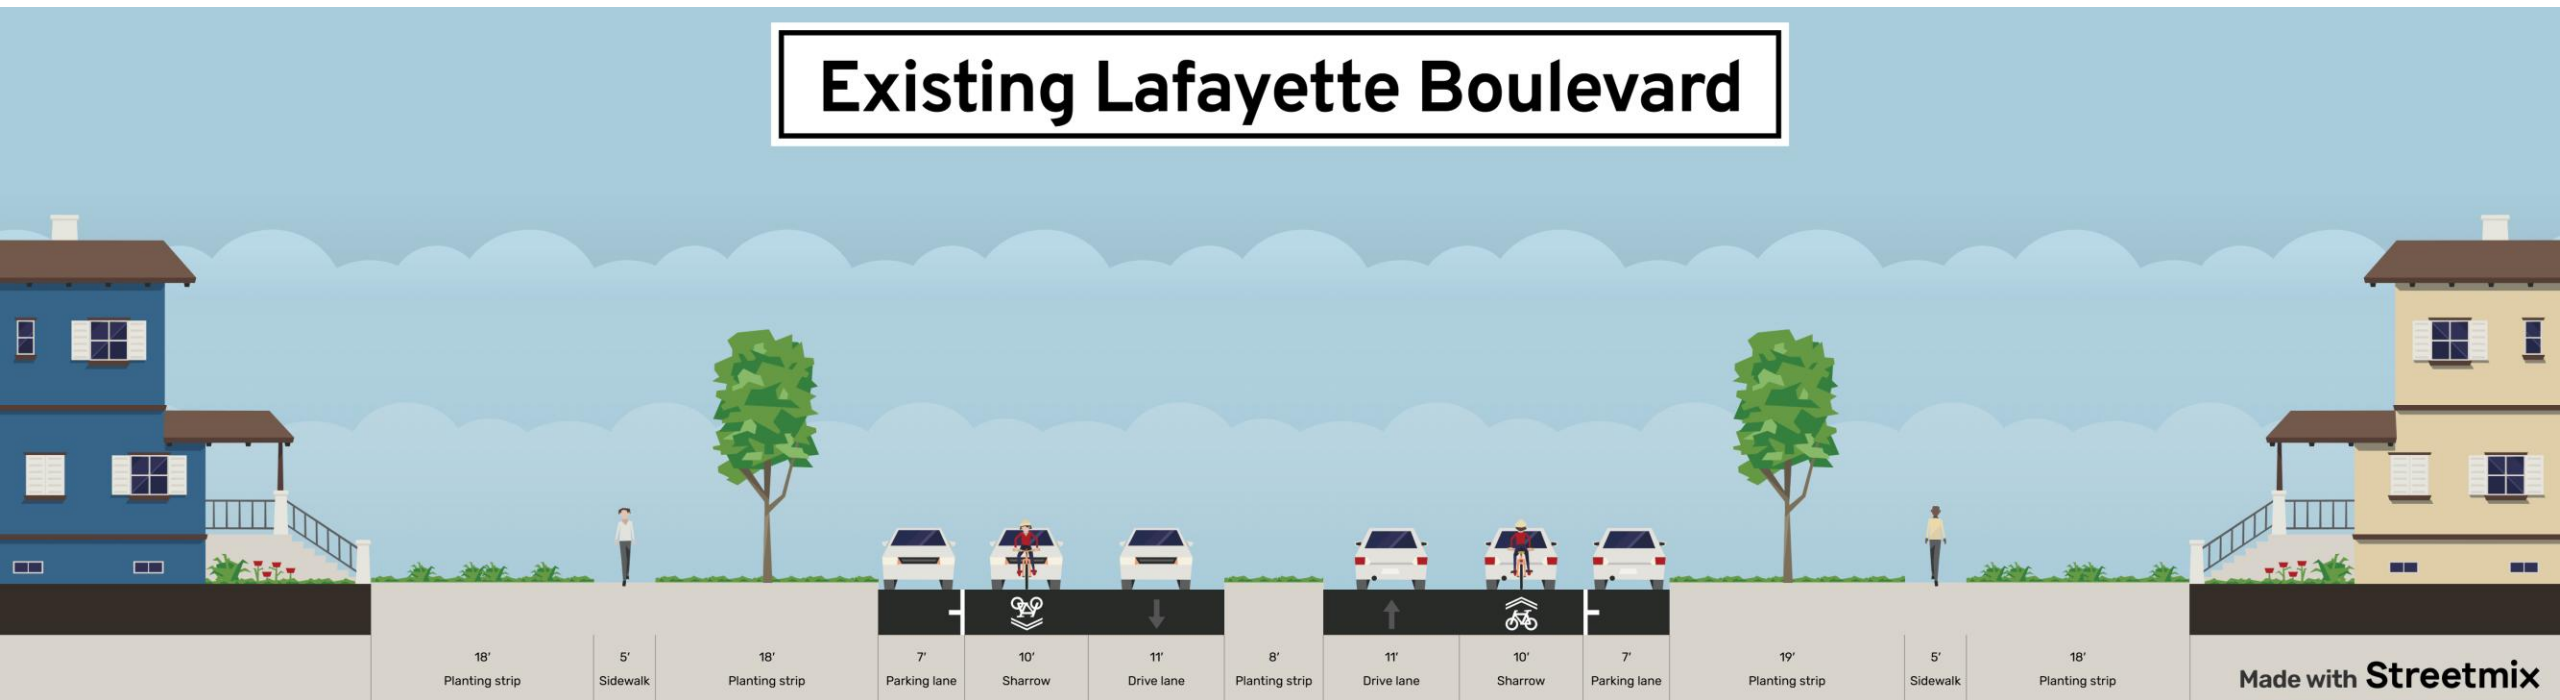 Existing Lafayette Boulevard
18' 5' 18' 7' 10' 11' 8' 11' 10' 7' 19' 5' 18'
Planting strip Sidewalk Planting strip Parking lane Sharrow Drive lane Planting strip Drive lane Sharrow Parking lane Planting strip Sidewalk Planting strip
Made with Streetmix